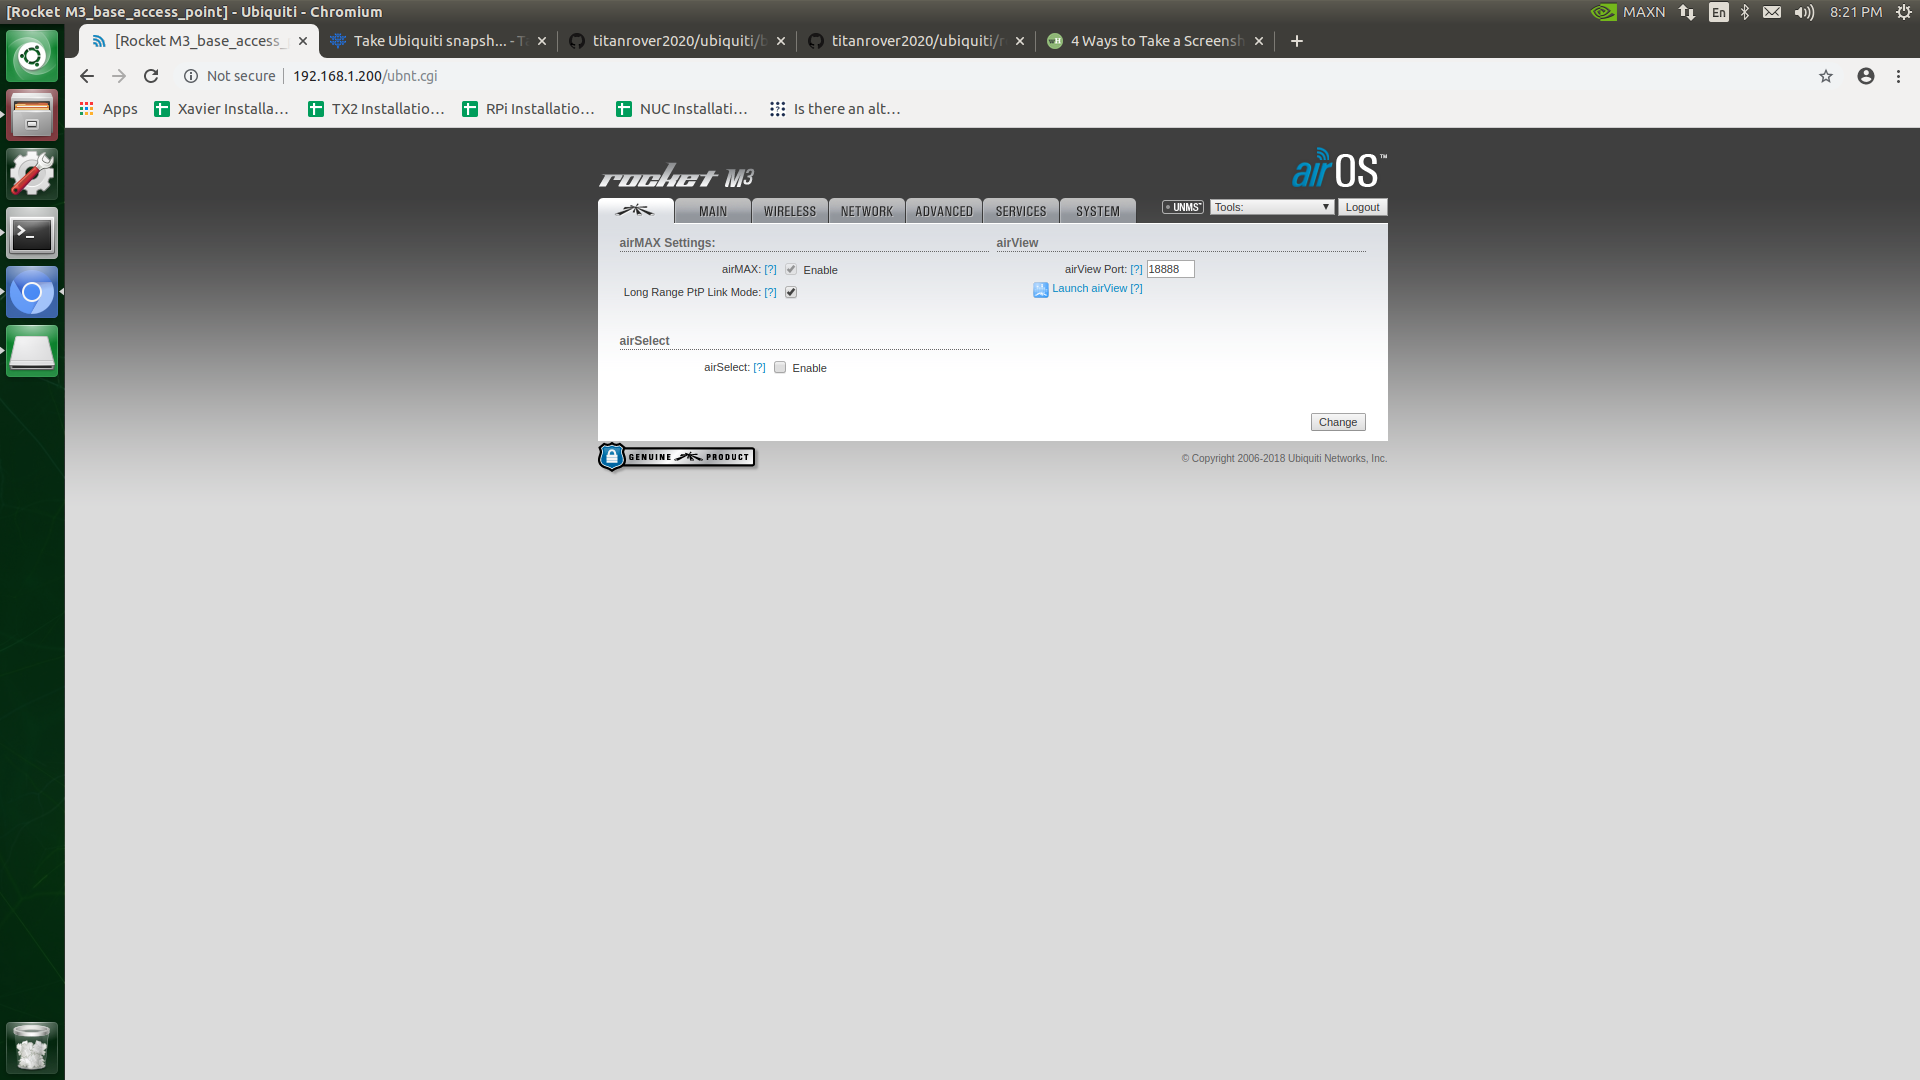 [Rocket M3_base_access_point] - Ubiquiti - Chromium
MAXN En 8:21 PM
[Rocket M3_base_access_ Take Ubiquiti snapsh... - T titanrover2020/ubiquiti/b titanrover2020/ubiquiti/r 4 Ways to Take a Screensh
Not secure 192.168.1.200/ubnt.cgi
Apps Xavier Installa... TX2 Installatio... RPi Installatio... NUC Installati... Is there an alt...
rocket M3 airOS™
MAIN WIRELESS NETWORK ADVANCED SERVICES SYSTEM UNMS™ Tools: Logout
airMAX Settings:
airMAX: [?] Enable
Long Range PtP Link Mode: [?]
airView
airView Port: [?] 18888
Launch airView [?]
airSelect
airSelect: [?] Enable
Change
GENUINE PRODUCT
© Copyright 2006-2018 Ubiquiti Networks, Inc.